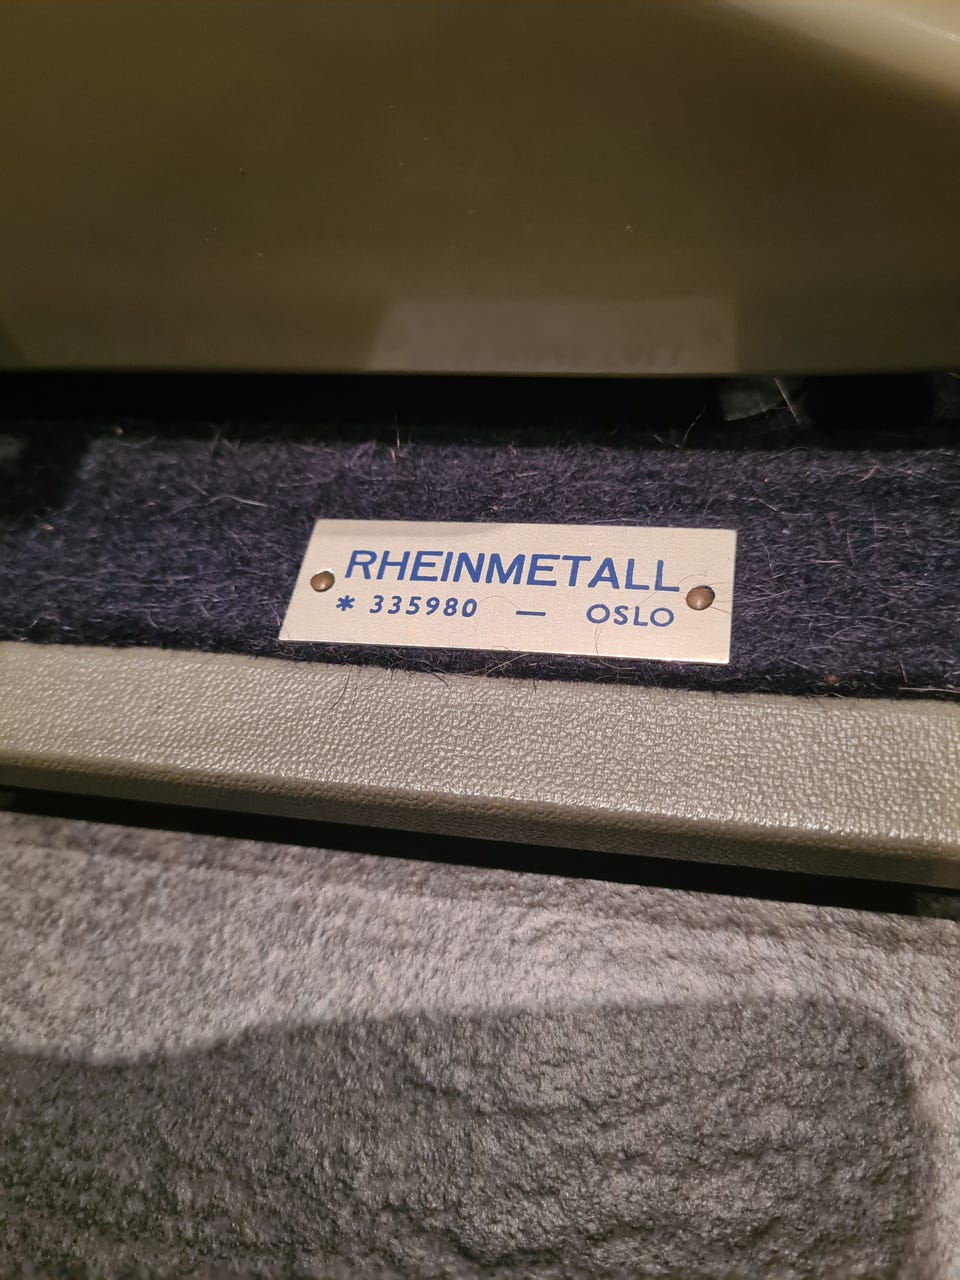 RHEINMETALL
* 335980 — OSLO